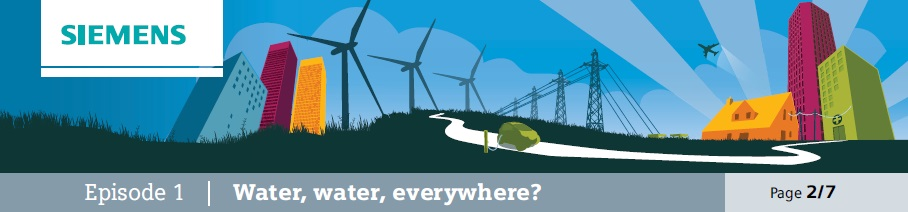 SIEMENS
Episode 1 | Water, water, everywhere? Page 2/7